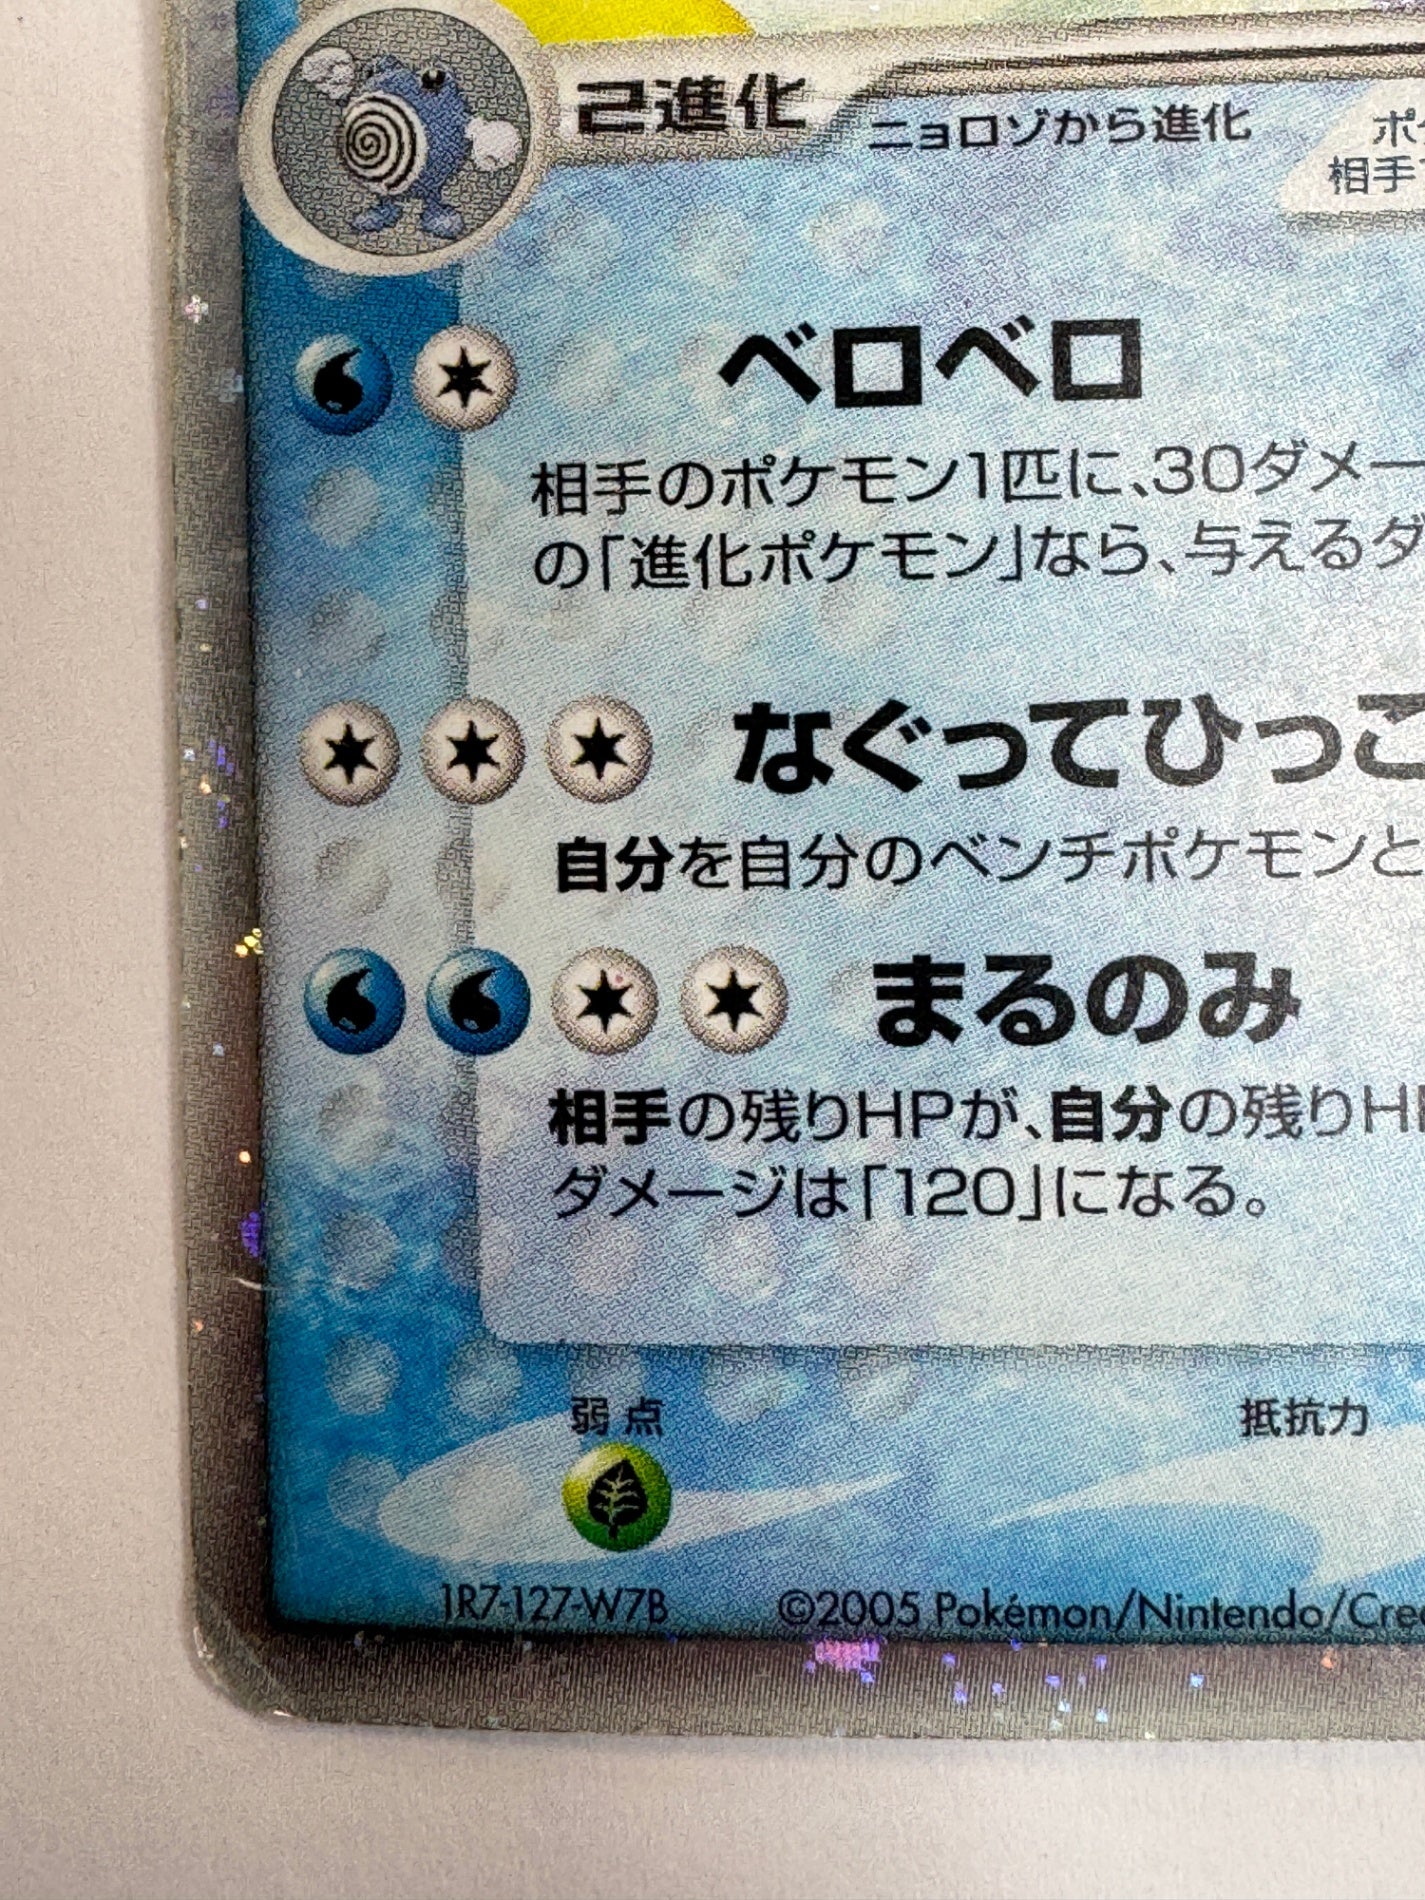 2進化
ニョロゾから進化
相手
ベロベロ
相手のポケモン1匹に、30ダメー
の「進化ポケモン」なら、与えるダ
なぐってひっこ
自分を自分のベンチポケモンと
まるのみ
相手の残りHPが、自分の残りHP
ダメージは「120」になる。
弱点
抵抗力
1R7-127-W7B
©2005 Pokémon/Nintendo/Cre